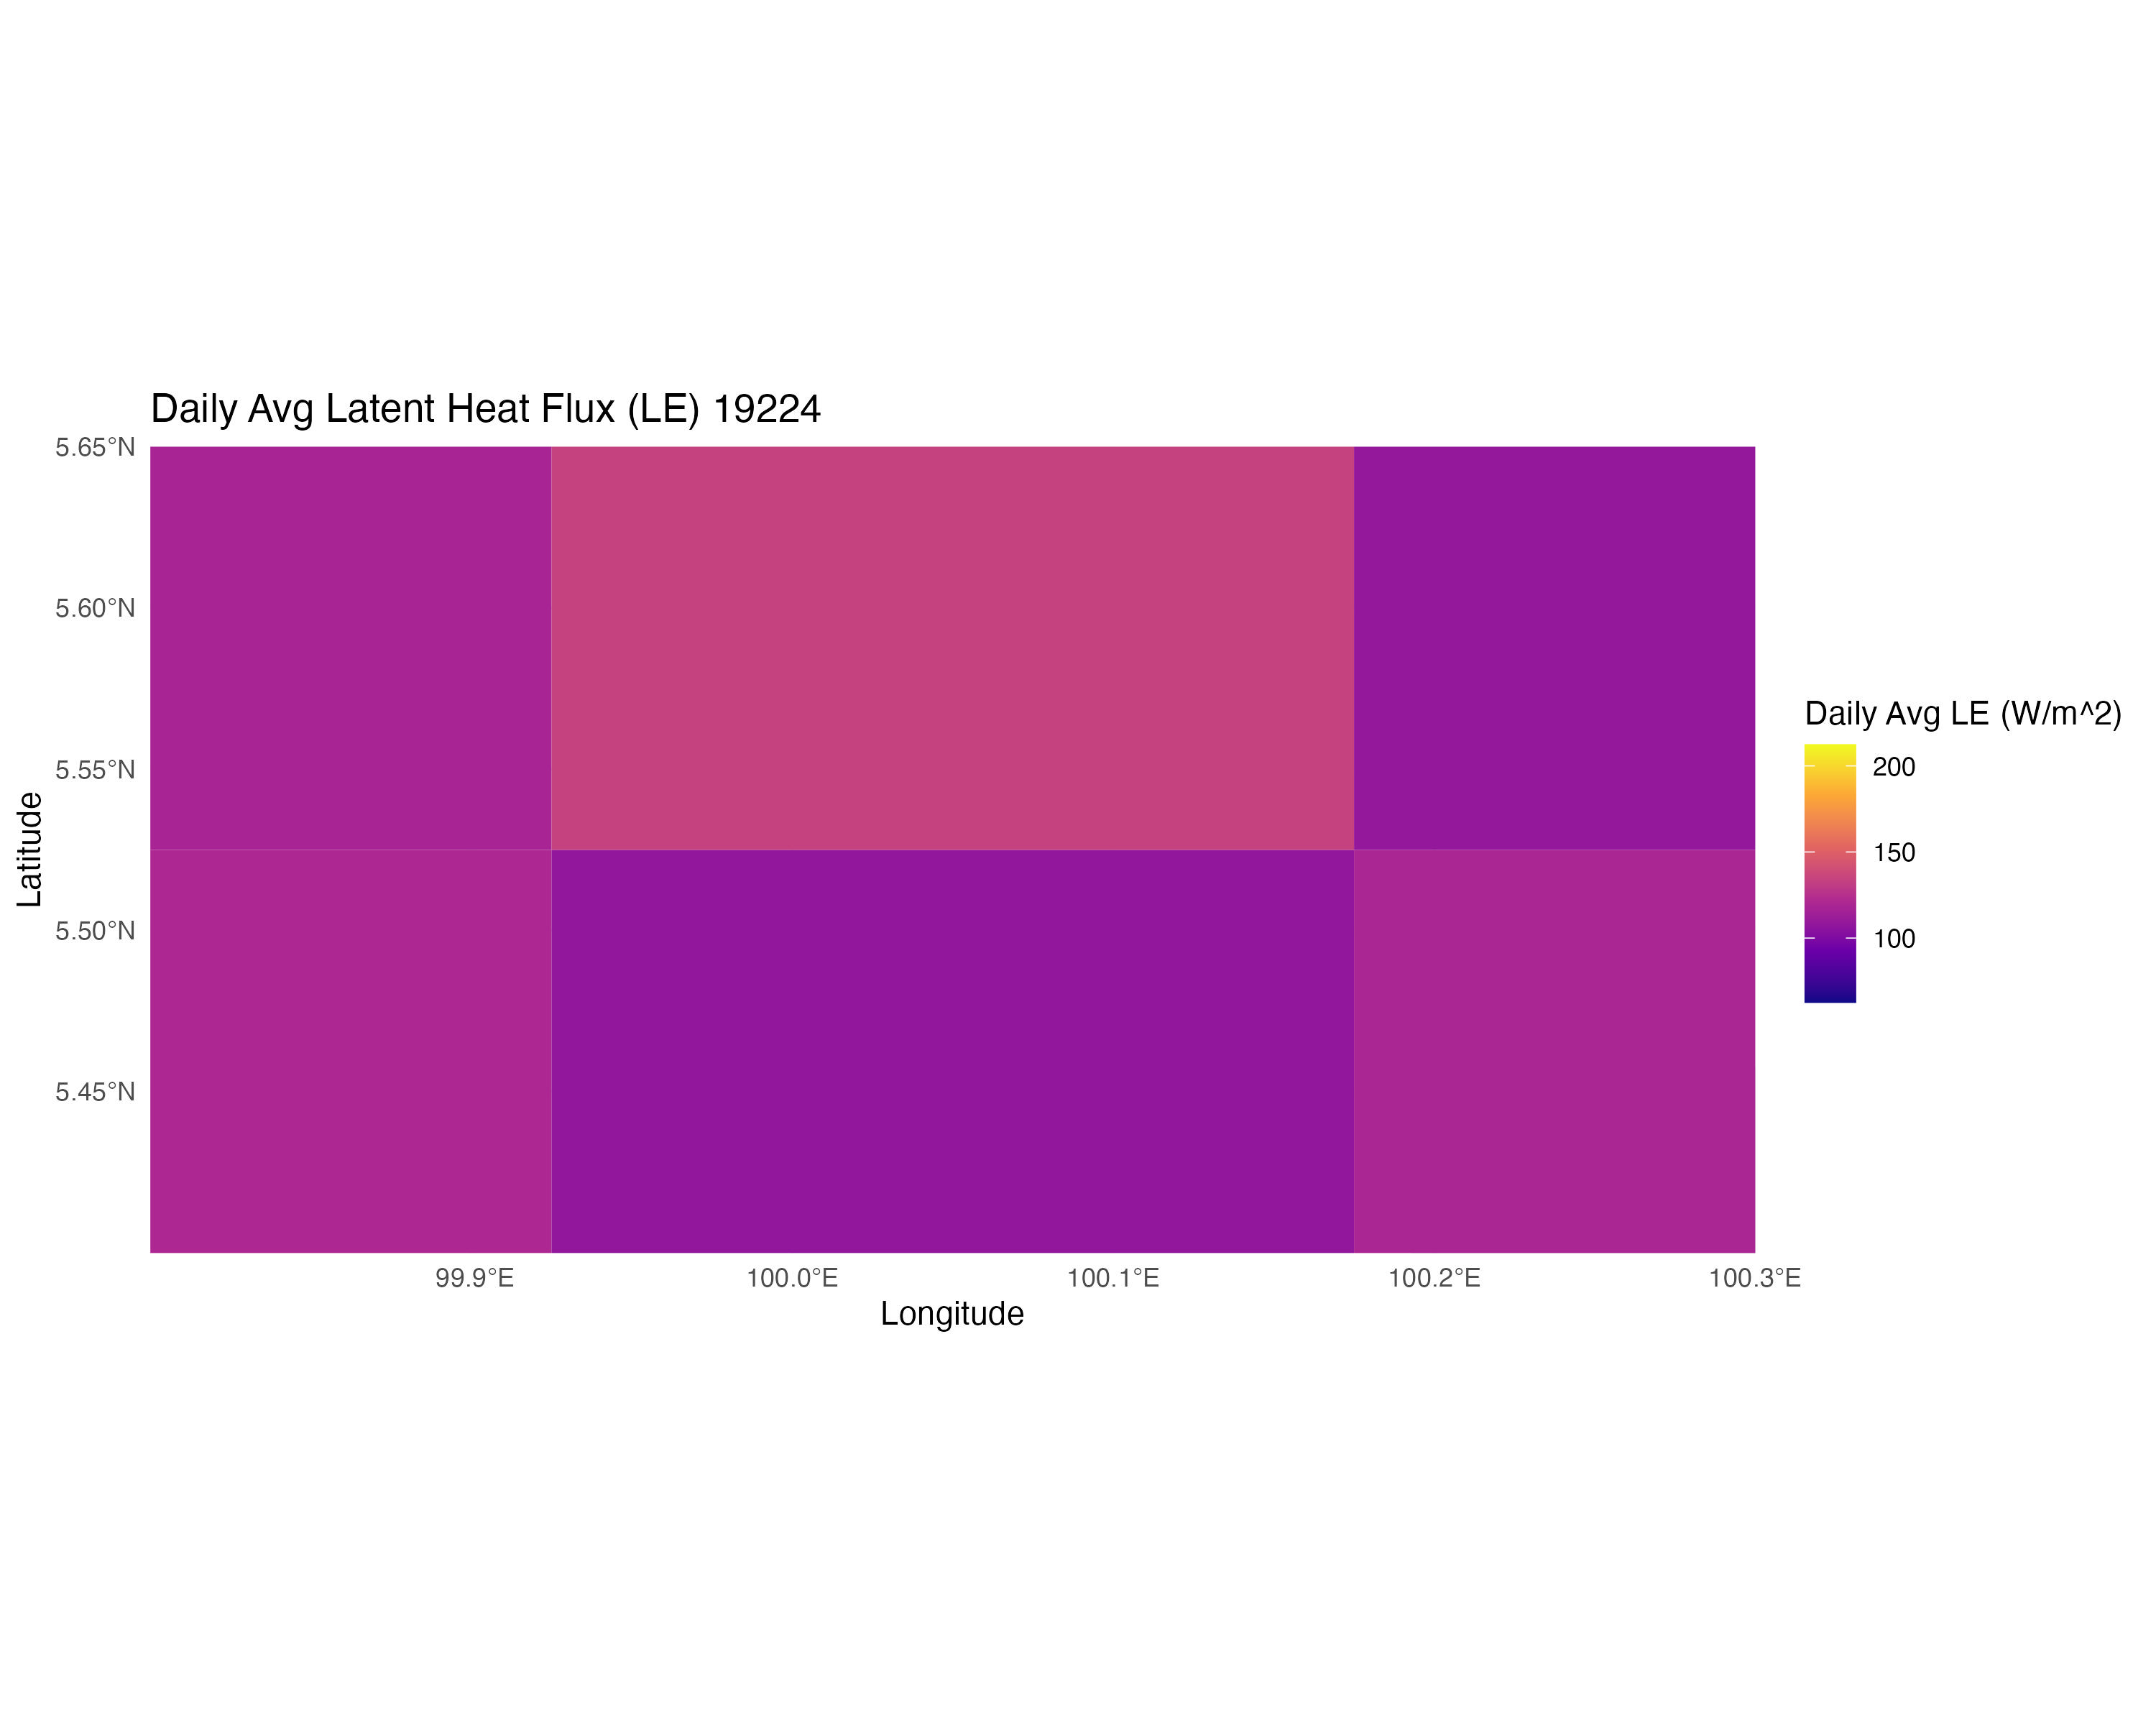 Daily Avg Latent Heat Flux (LE) 19224
5.65°N
5.60°N
5.55°N
5.50°N
5.45°N
Latitude
99.9°E 100.0°E 100.1°E 100.2°E 100.3°E
Longitude
Daily Avg LE (W/m^2)
200
150
100